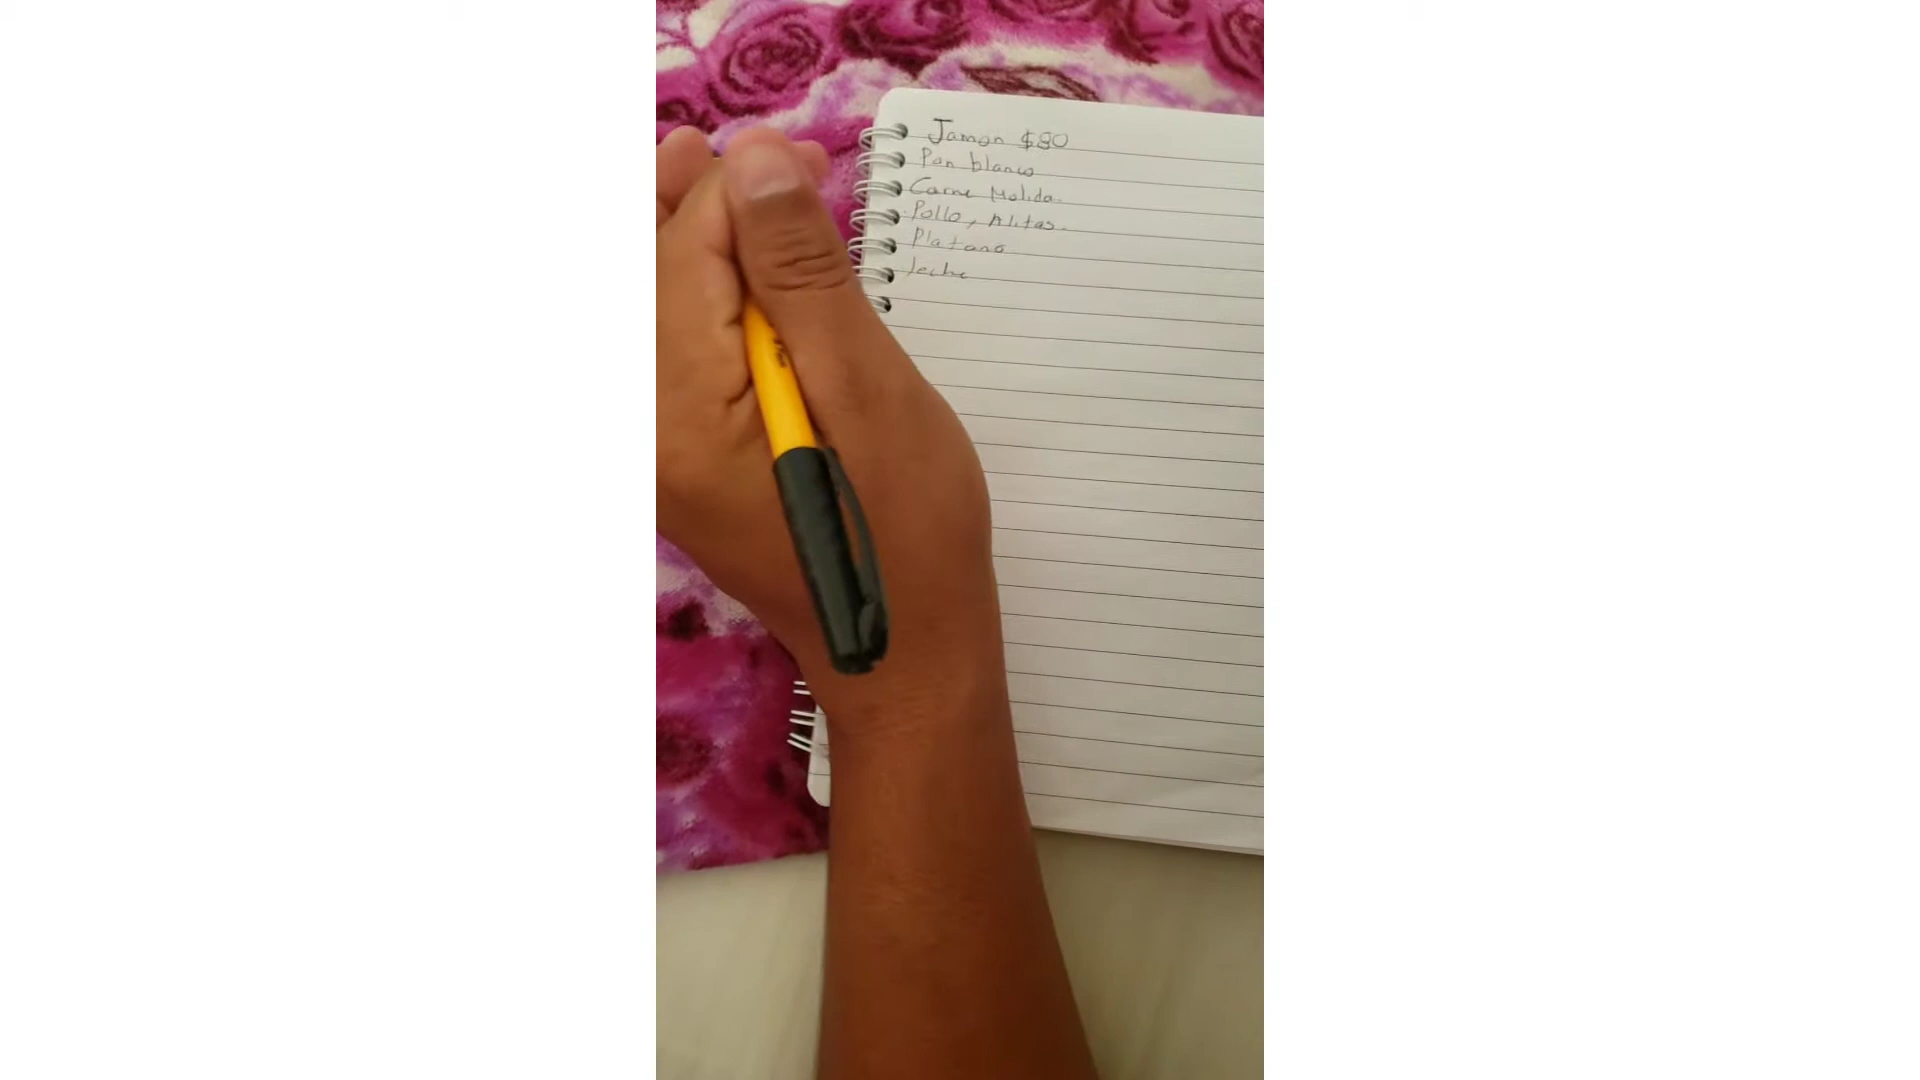 Jamon $80
Pan blanco
Carne Molida.
Pollo, Alitas.
Platano
leche